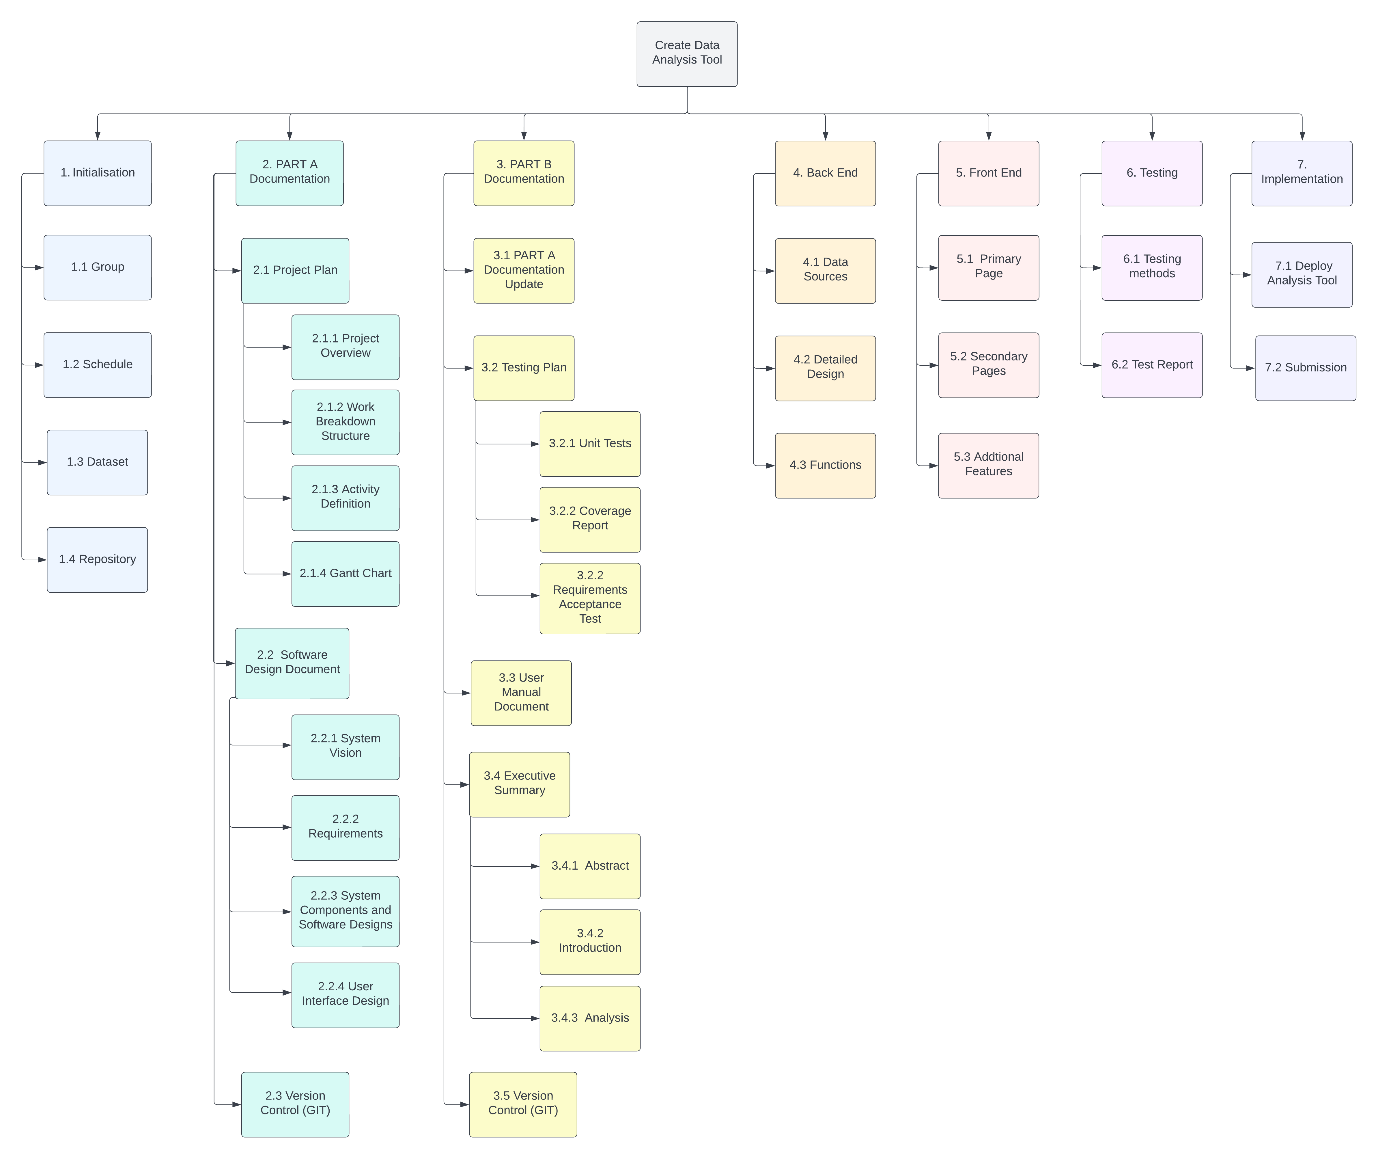 Create Data
Analysis Tool
1. Initialisation
1.1 Group
1.2 Schedule
1.3 Dataset
1.4 Repository
2. PART A
Documentation
2.1 Project Plan
2.1.1 Project
Overview
2.1.2 Work
Breakdown
Structure
2.1.3 Activity
Definition
2.1.4 Gantt Chart
2.2 Software
Design Document
2.2.1 System
Vision
2.2.2
Requirements
2.2.3 System
Components and
Software Designs
2.2.4 User
Interface Design
2.3 Version
Control (GIT)
3. PART B
Documentation
3.1 PART A
Documentation
Update
3.2 Testing Plan
3.2.1 Unit Tests
3.2.2 Coverage
Report
3.2.2
Requirements
Acceptance
Test
3.3 User
Manual
Document
3.4 Executive
Summary
3.4.1 Abstract
3.4.2
Introduction
3.4.3 Analysis
3.5 Version
Control (GIT)
4. Back End
4.1 Data
Sources
4.2 Detailed
Design
4.3 Functions
5. Front End
5.1 Primary
Page
5.2 Secondary
Pages
5.3 Addtional
Features
6. Testing
6.1 Testing
methods
6.2 Test Report
7.
Implementation
7.1 Deploy
Analysis Tool
7.2 Submission